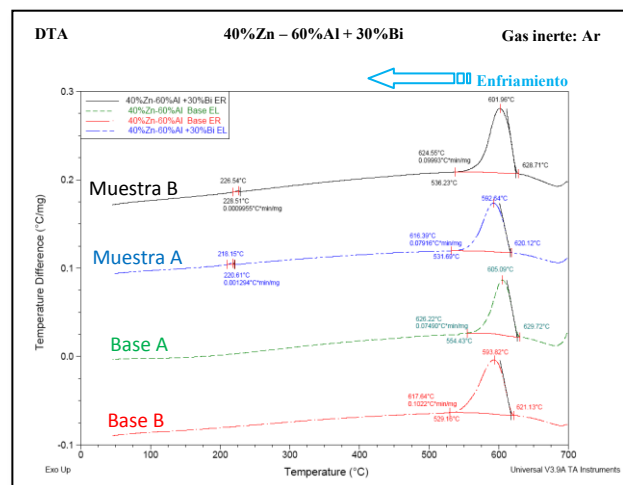 DTA 40%Zn – 60%Al + 30%Bi Gas inerte: Ar
Enfriamiento
40%Zn-60%Al +30%Bi ER
40%Zn-60%Al Base EL
40%Zn-60%Al Base ER
40%Zn-60%Al +30%Bi EL
601.96°C
624.55°C
0.09993°C*min/mg
628.71°C
536.23°C
Muestra B
226.54°C
228.51°C
0.0009955°C*min/mg
592.64°C
616.39°C
0.07916°C*min/mg
620.12°C
531.69°C
Muestra A
218.15°C
220.61°C
0.001294°C*min/mg
605.09°C
626.22°C
0.07490°C*min/mg
629.72°C
554.43°C
Base A
593.82°C
617.64°C
0.1022°C*min/mg
621.13°C
529.16°C
Base B
Temperature Difference (°C/mg)
0.3
0.2
0.1
0.0
-0.1
0 100 200 300 400 500 600 700
Exo Up
Temperature (°C)
Universal V3.9A TA Instruments